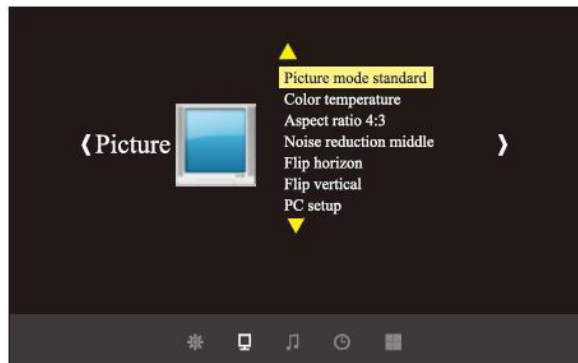 Picture
Picture mode standard
Color temperature
Aspect ratio 4:3
Noise reduction middle
Flip horizon
Flip vertical
PC setup